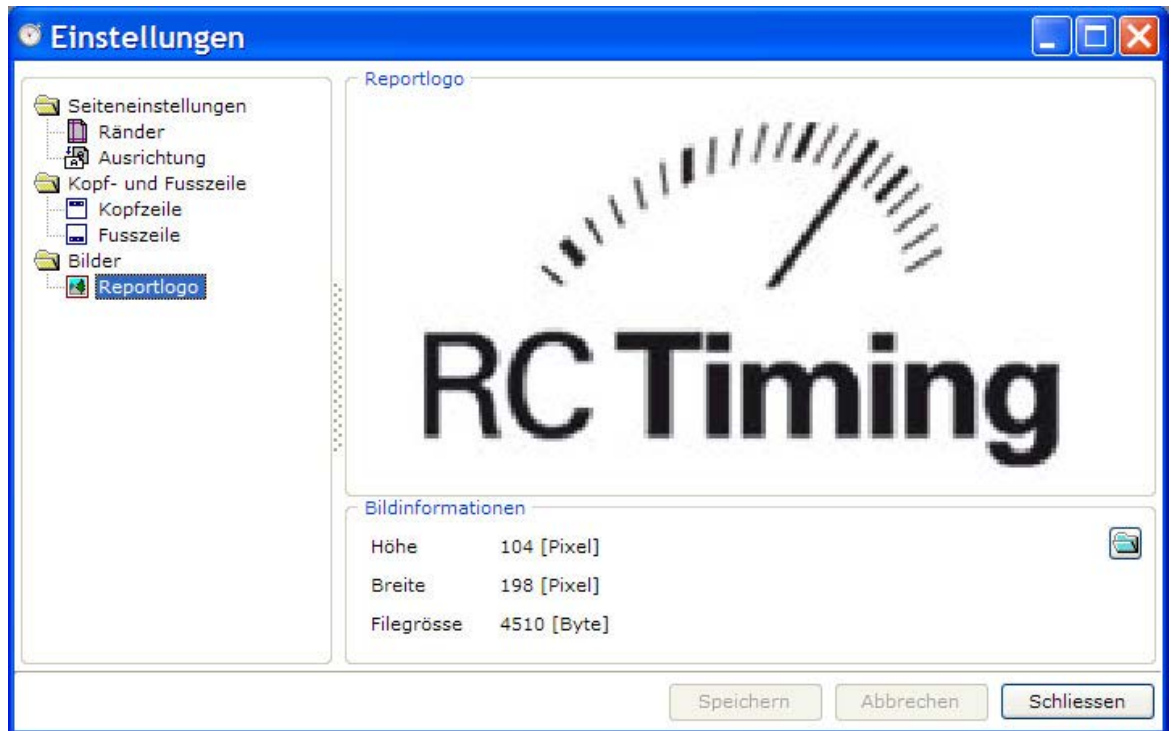 Einstellungen
Seiteneinstellungen
Ränder
Ausrichtung
Kopf- und Fusszeile
Kopfzeile
Fusszeile
Bilder
Reportlogo
Reportlogo
RC Timing
Bildinformationen
Höhe 104 [Pixel]
Breite 198 [Pixel]
Filegrösse 4510 [Byte]
Speichern Abbrechen Schliessen